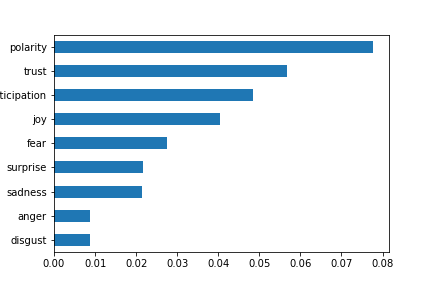 polarity
trust
ticipation
joy
fear
surprise
sadness
anger
disgust
0.00 0.01 0.02 0.03 0.04 0.05 0.06 0.07 0.08